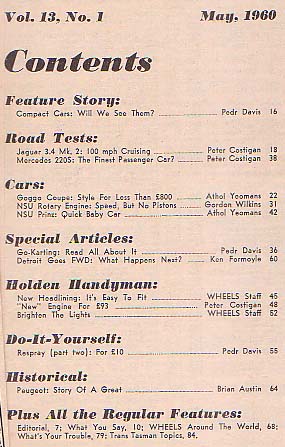 Vol. 13, No. 1 May, 1960
Contents
Feature Story:
Compact Cars: Will We See Them? Pedr Davis 16
Road Tests:
Jaguar 3.4 Mk. 2: 100 mph Cruising Peter Costigan 18
Mercedes 220S: The Finest Passenger Car? Peter Costigan 38
Cars:
Goggo Coupe: Style For Less Than £800 Athol Yeomans 22
NSU Rotary Engine: Speed, But No Pistons Gordon Wilkins 31
NSU Prinz: Quick Baby Car Athol Yeomans 42
Special Articles:
Go-Karting: Read All About It Pedr Davis 36
Detroit Goes FWD: What Happens Next? Ken Formoyle 60
Holden Handyman:
New Headlining: It's Easy To Fit WHEELS Staff 45
"New" Engine For £93 Peter Costigan 48
Brighten The Lights WHEELS Staff 52
Do-It-Yourself:
Respray (part two): For £10 Pedr Davis 55
Historical:
Peugeot: Story Of A Great Brian Austin 64
Plus All the Regular Features:
Editorial, 7; What You Say, 10; WHEELS Around The World, 68;
What's Your Trouble, 79; Trans Tasman Topics, 84.